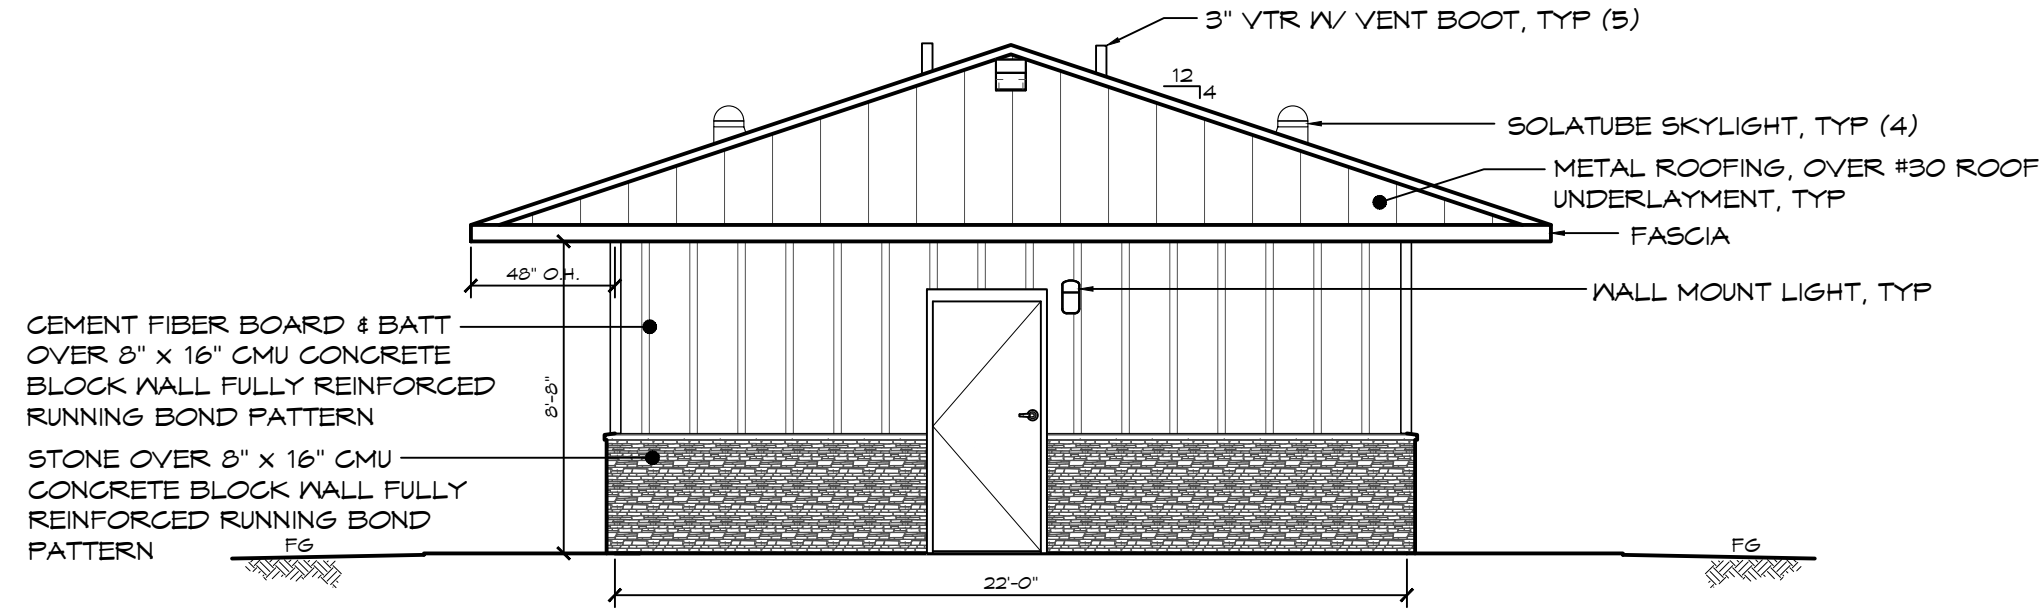 3" VTR W/ VENT BOOT, TYP (5)
12
4
SOLATUBE SKYLIGHT, TYP (4)
METAL ROOFING, OVER #30 ROOF
UNDERLAYMENT, TYP
FASCIA
48" O.H.
WALL MOUNT LIGHT, TYP
CEMENT FIBER BOARD & BATT
OVER 8" X 16" CMU CONCRETE
BLOCK WALL FULLY REINFORCED
RUNNING BOND PATTERN
8'-8"
STONE OVER 8" X 16" CMU
CONCRETE BLOCK WALL FULLY
REINFORCED RUNNING BOND
PATTERN
FG
FG
22'-0"